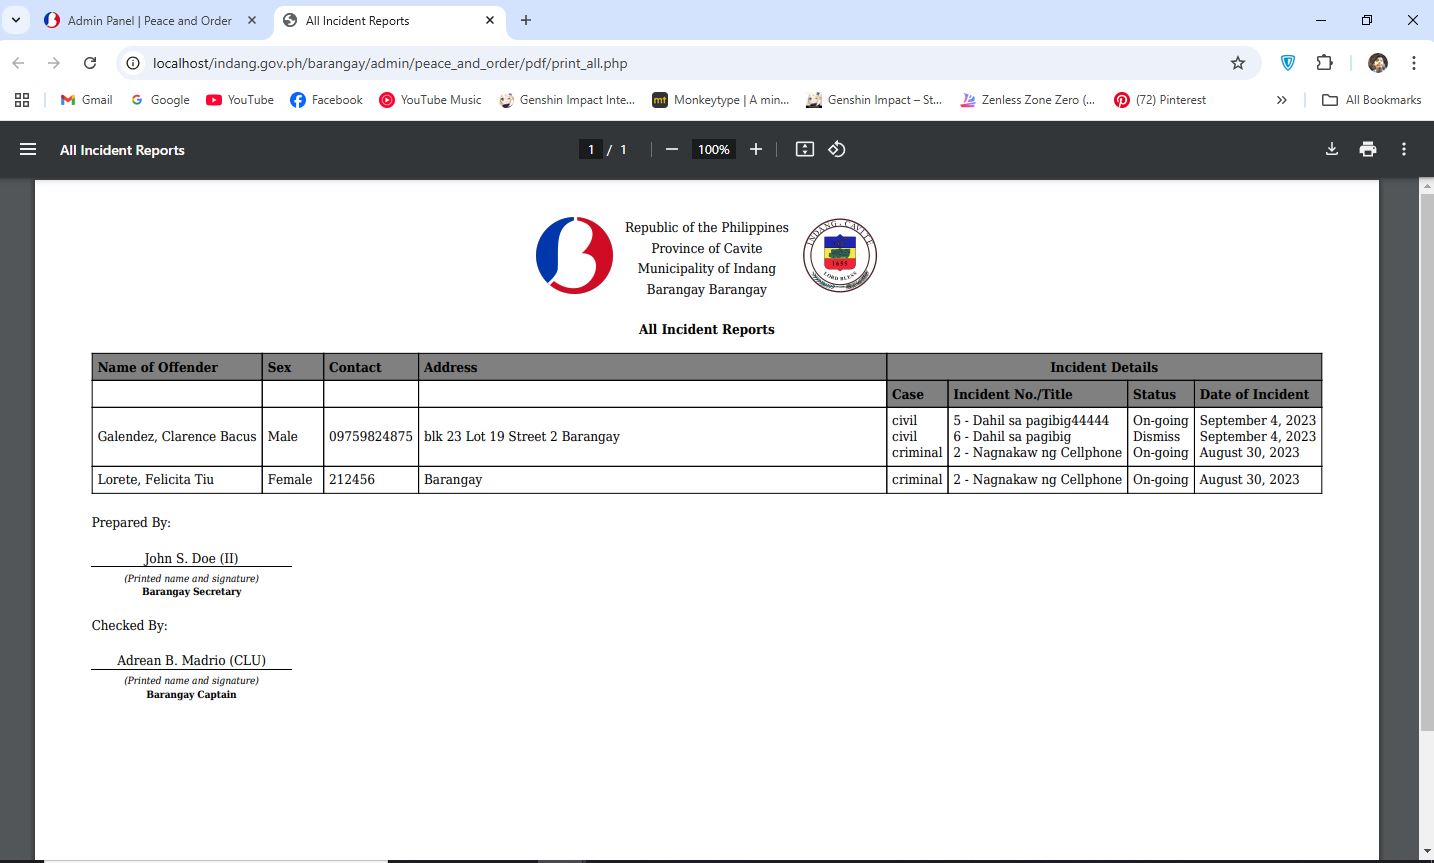 Admin Panel | Peace and Order
All Incident Reports
localhost/indang.gov.ph/barangay/admin/peace_and_order/pdf/print_all.php
Gmail Google YouTube Facebook YouTube Music Genshin Impact Inte... Monkeytype | A min... Genshin Impact – St... Zenless Zone Zero (... (72) Pinterest » All Bookmarks
All Incident Reports 1 / 1 100%
Republic of the Philippines
Province of Cavite
Municipality of Indang
Barangay Barangay
INDANG, CAVITE
1655
LORD BLESS
All Incident Reports
Name of Offender Sex Contact Address Incident Details
Case Incident No./Title Status Date of Incident
Galendez, Clarence Bacus Male 09759824875 blk 23 Lot 19 Street 2 Barangay
civil 5 - Dahil sa pagibig44444 On-going September 4, 2023
civil 6 - Dahil sa pagibig Dismiss September 4, 2023
criminal 2 - Nagnakaw ng Cellphone On-going August 30, 2023
Lorete, Felicita Tiu Female 212456 Barangay criminal 2 - Nagnakaw ng Cellphone On-going August 30, 2023
Prepared By:
John S. Doe (II)
(Printed name and signature)
Barangay Secretary
Checked By:
Adrean B. Madrio (CLU)
(Printed name and signature)
Barangay Captain